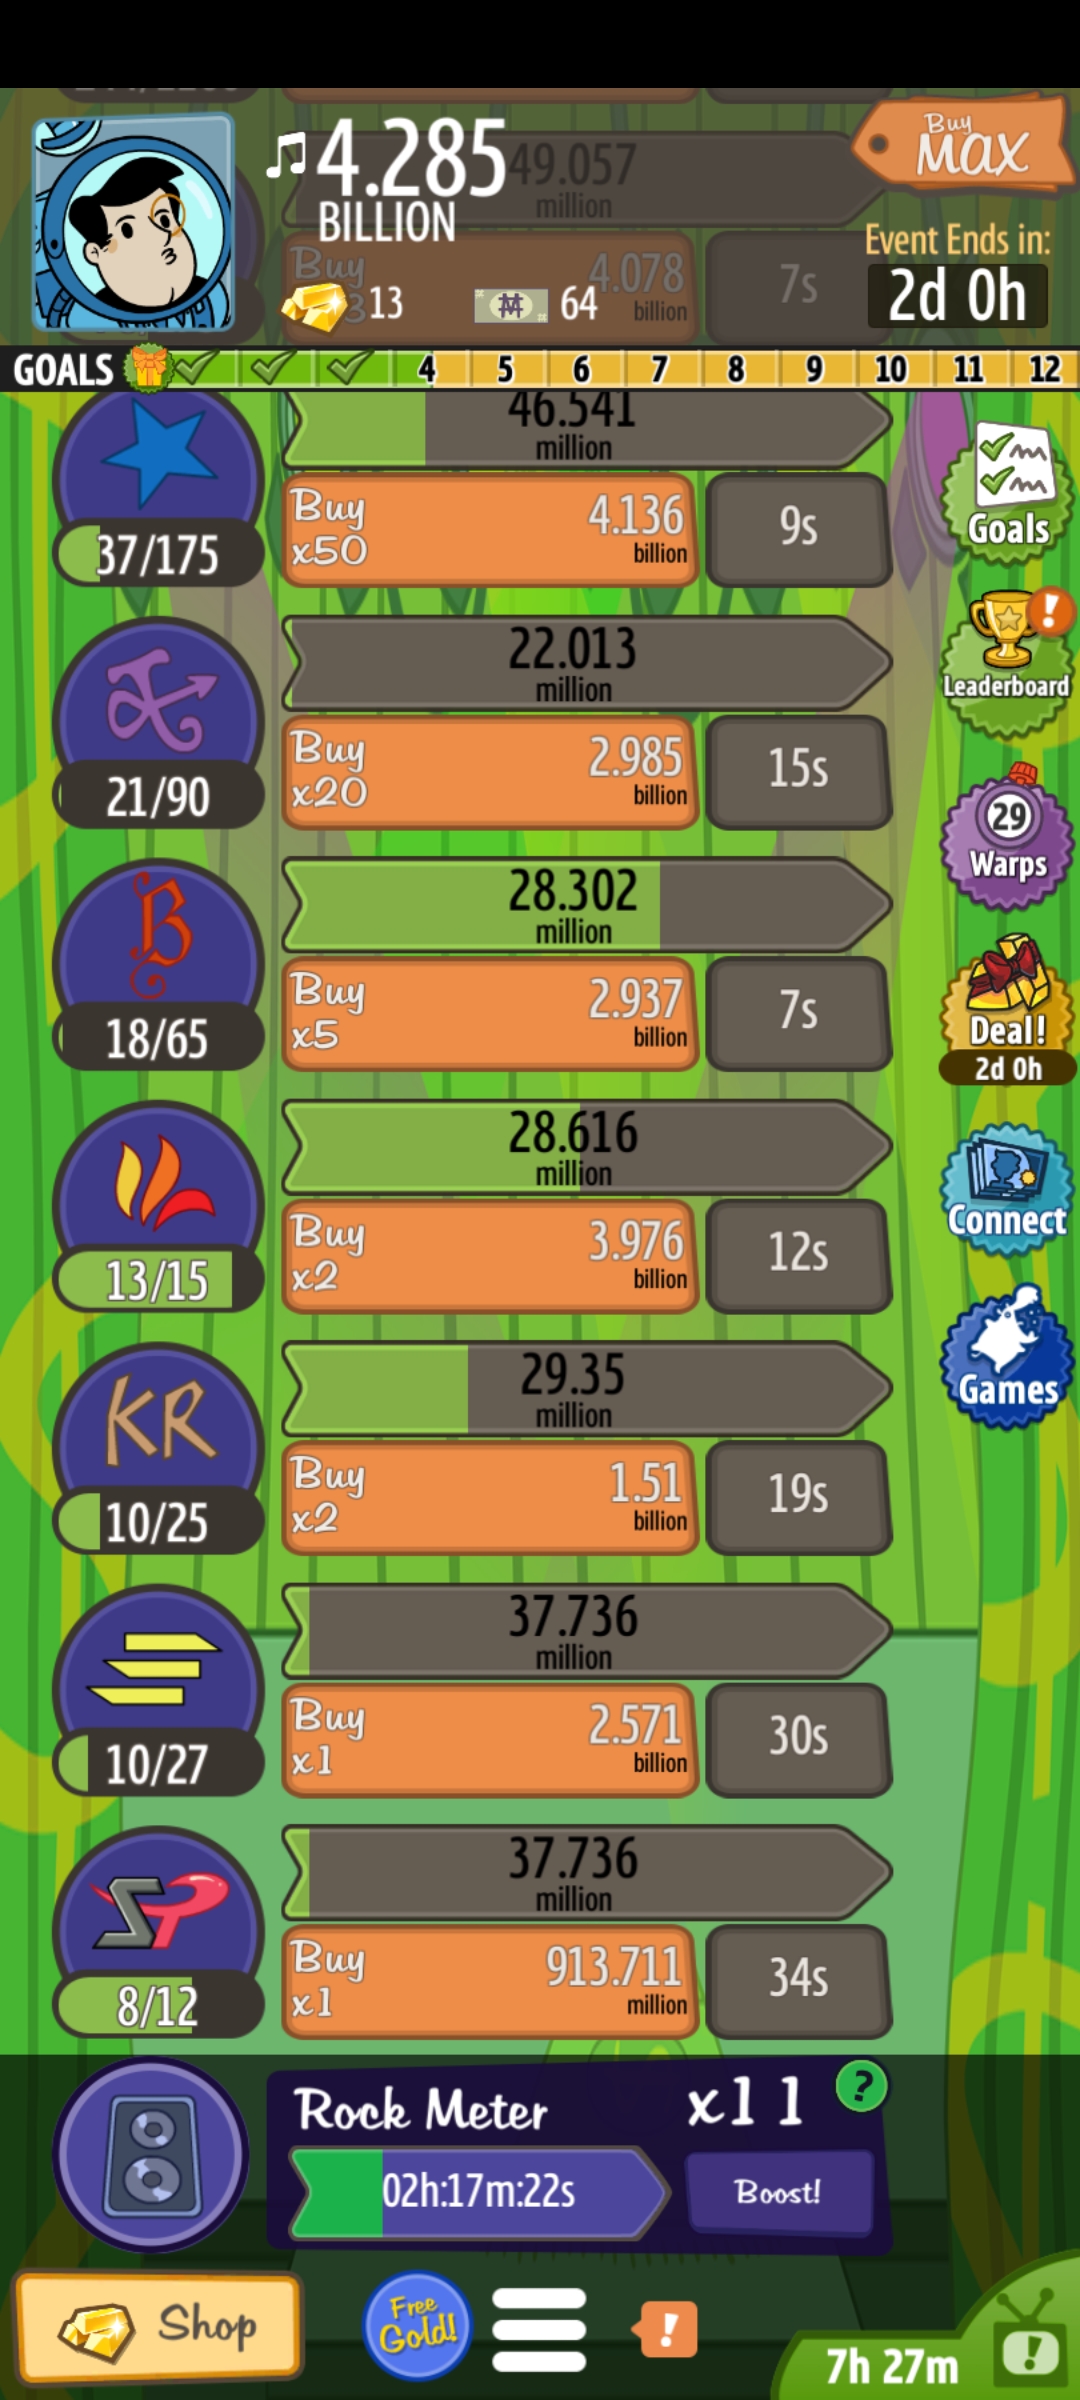 4.285
BILLION
49.057
million
Buy
MAX
Event Ends in:
2d 0h
Buy
4.078
billion
7s
13
64
GOALS
4 5 6 7 8 9 10 11 12
46.541
million
37/175
Buy
x50
4.136
billion
9s
Goals
22.013
million
21/90
Buy
x20
2.985
billion
15s
Leaderboard
29
Warps
28.302
million
B
18/65
Buy
x5
2.937
billion
7s
Deal!
2d 0h
28.616
million
13/15
Buy
x2
3.976
billion
12s
Connect
29.35
million
KR
10/25
Buy
x2
1.51
billion
19s
Games
37.736
million
10/27
Buy
x1
2.571
billion
30s
37.736
million
SP
8/12
Buy
x1
913.711
million
34s
Rock Meter
x11
?
02h:17m:22s
Boost!
Shop
Free
Gold!
!
7h 27m
!